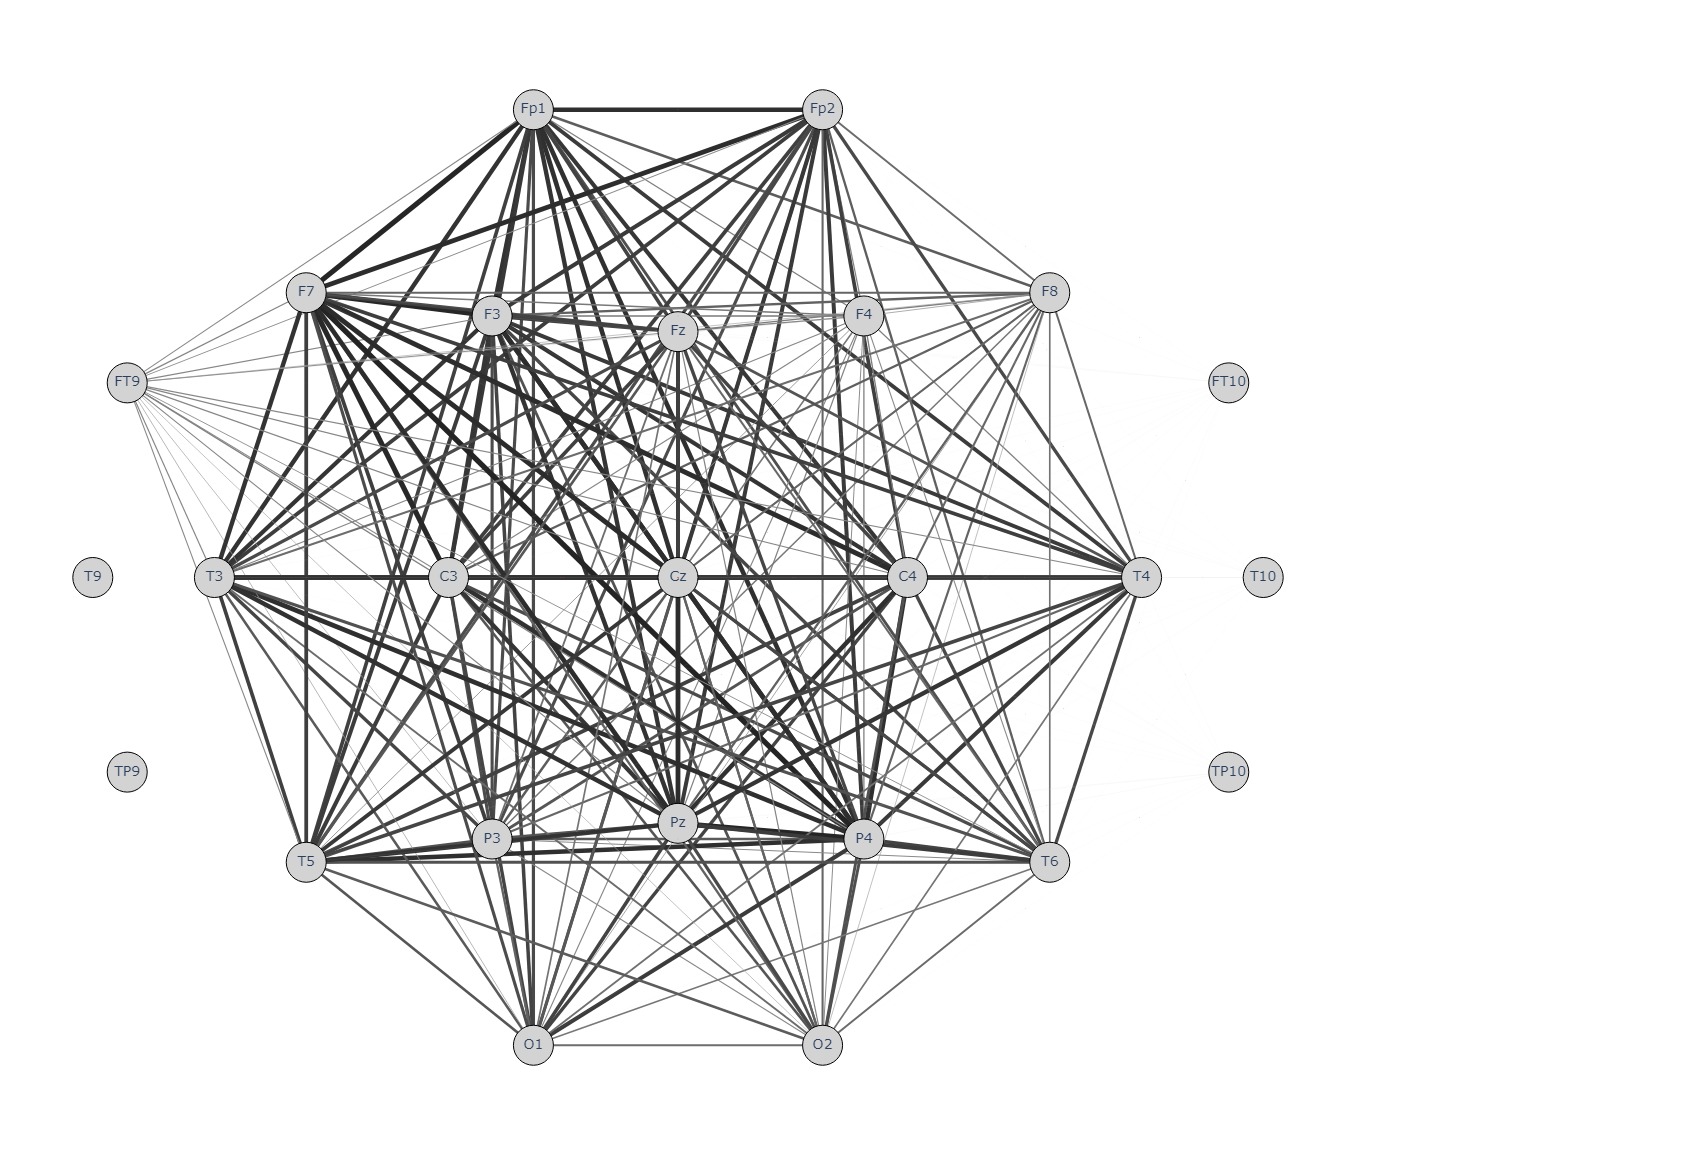 Fp1 Fp2
F7 F3 Fz F4 F8
FT9 FT10
T9 T3 C3 Cz C4 T4 T10
TP9 TP10
T5 P3 Pz P4 T6
O1 O2